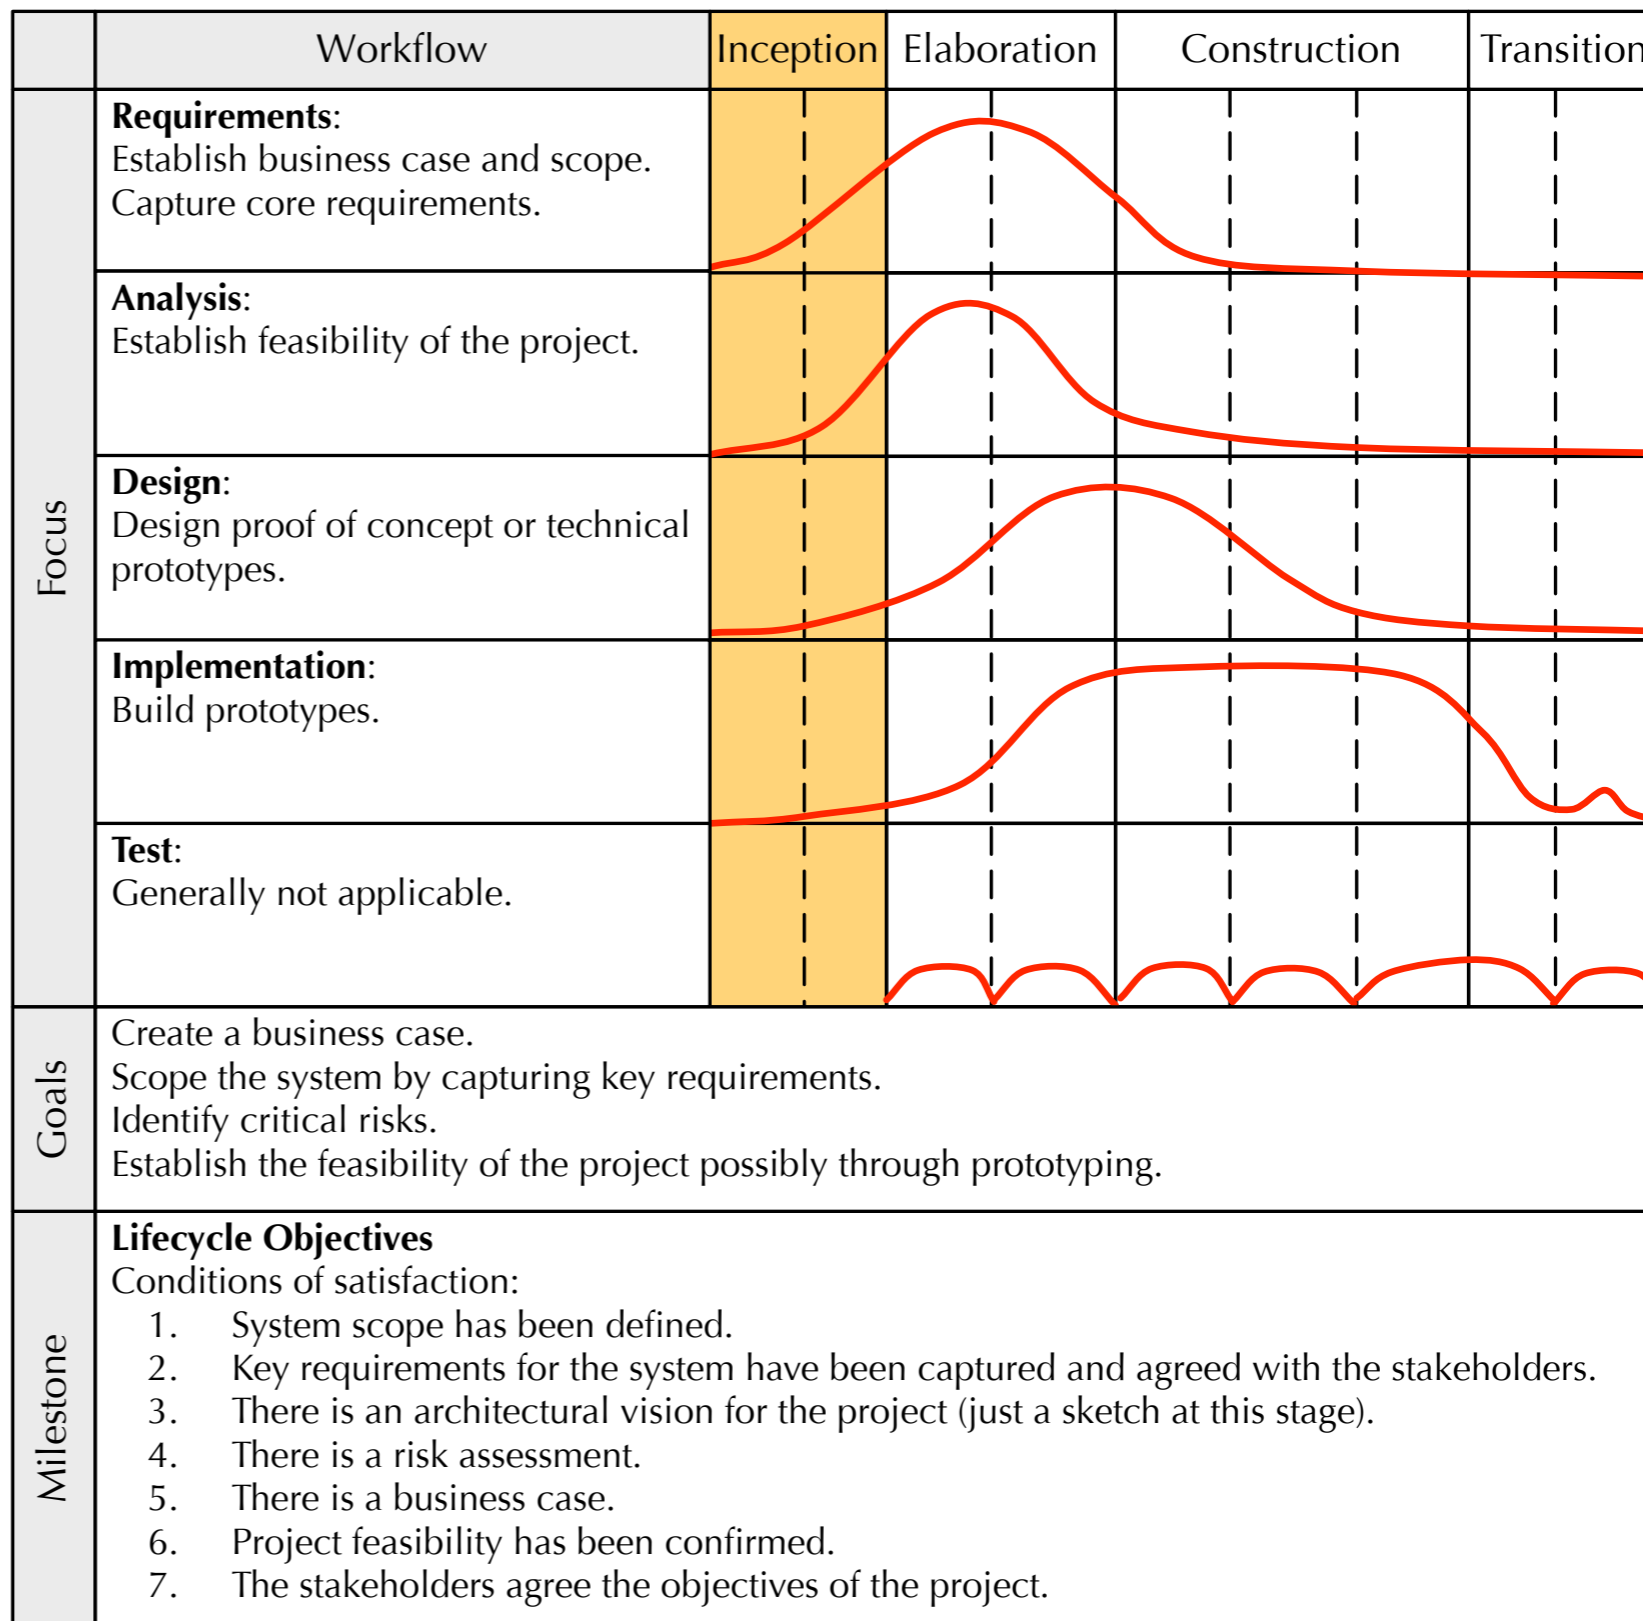 Workflow
Inception
Elaboration
Construction
Transition
Focus
Requirements:
Establish business case and scope.
Capture core requirements.
Analysis:
Establish feasibility of the project.
Design:
Design proof of concept or technical
prototypes.
Implementation:
Build prototypes.
Test:
Generally not applicable.
Goals
Create a business case.
Scope the system by capturing key requirements.
Identify critical risks.
Establish the feasibility of the project possibly through prototyping.
Milestone
Lifecycle Objectives
Conditions of satisfaction:
1. System scope has been defined.
2. Key requirements for the system have been captured and agreed with the stakeholders.
3. There is an architectural vision for the project (just a sketch at this stage).
4. There is a risk assessment.
5. There is a business case.
6. Project feasibility has been confirmed.
7. The stakeholders agree the objectives of the project.